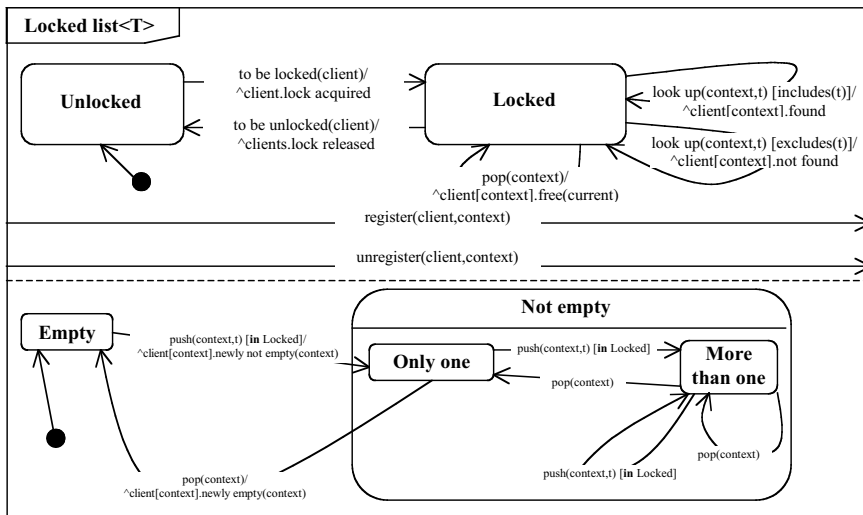 Locked list<T>
to be locked(client)/
^client.lock acquired
Unlocked
Locked
look up(context,t) [includes(t)]/
^client[context].found
to be unlocked(client)/
^clients.lock released
look up(context,t) [excludes(t)]/
^client[context].not found
pop(context)/
^client[context].free(current)
register(client,context)
unregister(client,context)
Not empty
Empty
push(context,t) [in Locked]/
^client[context].newly not empty(context)
Only one
push(context,t) [in Locked]
More
than one
pop(context)
pop(context)
push(context,t) [in Locked]
pop(context)/
^client[context].newly empty(context)